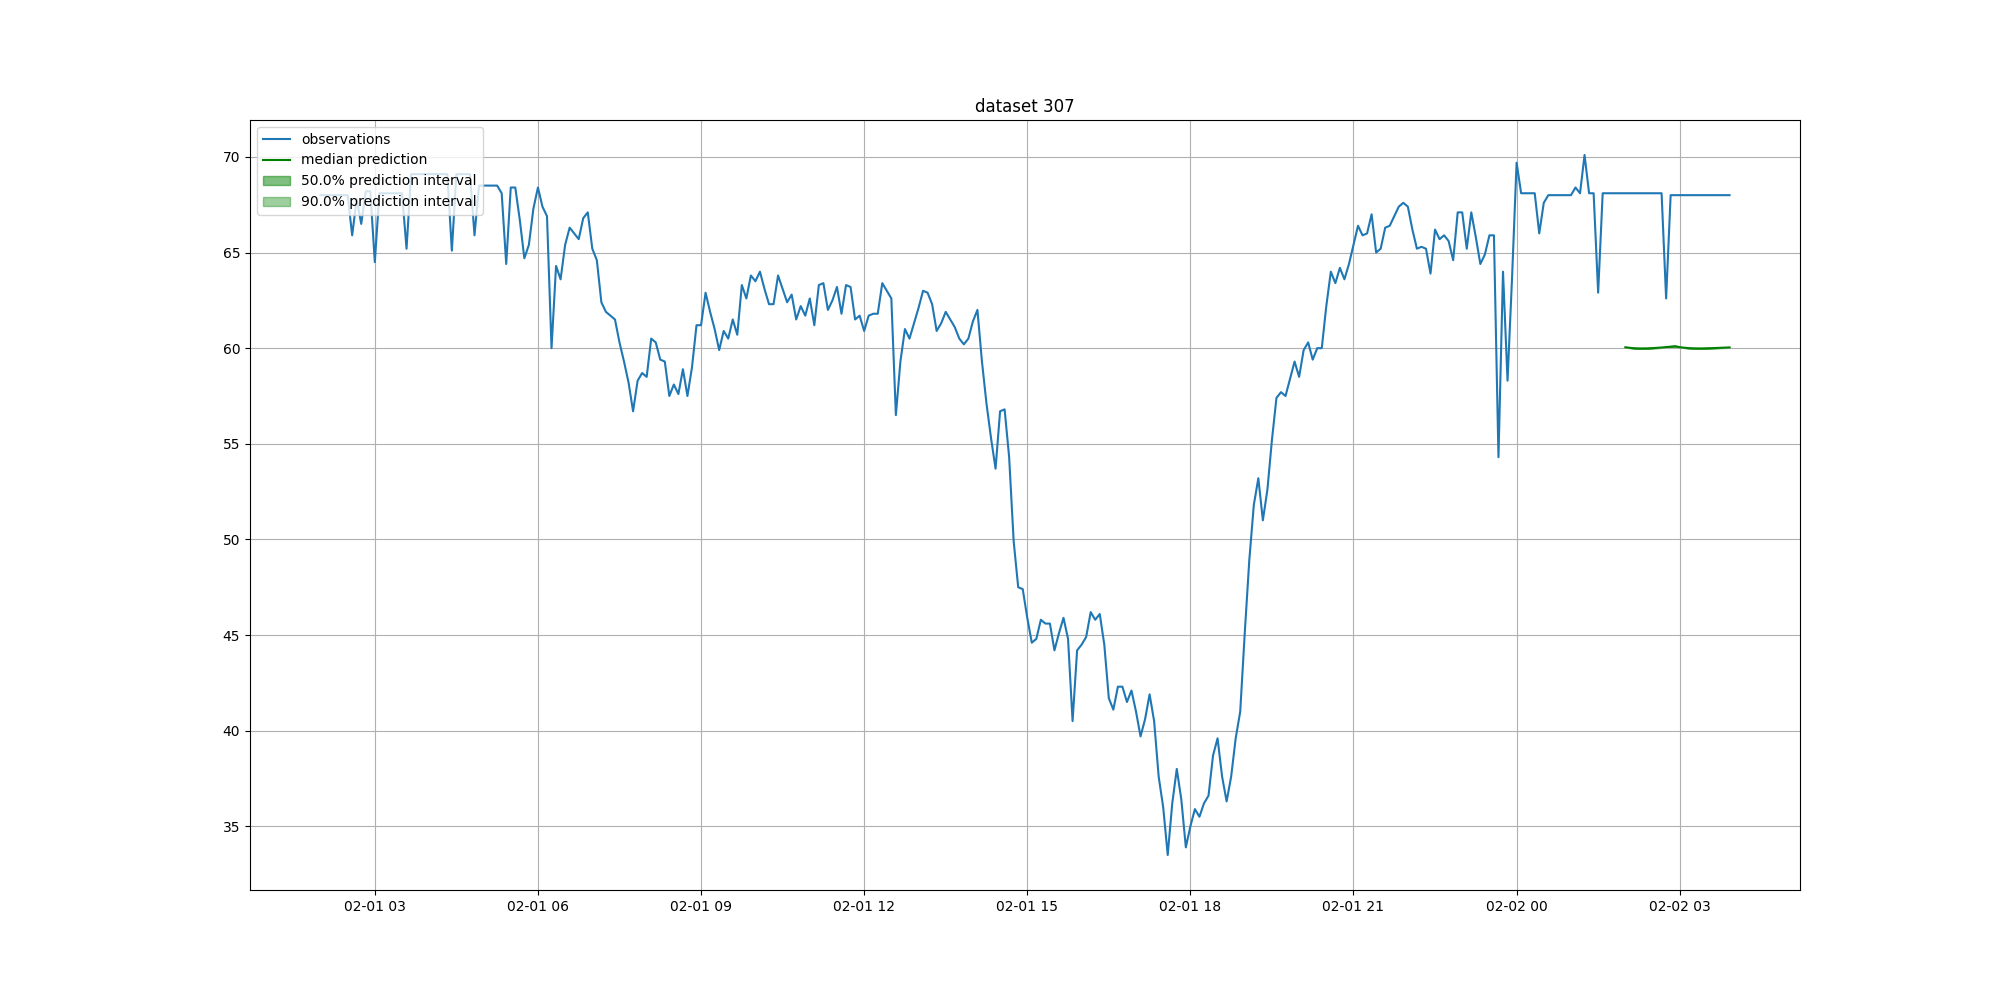 dataset 307
observations
median prediction
50.0% prediction interval
90.0% prediction interval
70
65
60
55
50
45
40
35
02-01 03 02-01 06 02-01 09 02-01 12 02-01 15 02-01 18 02-01 21 02-02 00 02-02 03